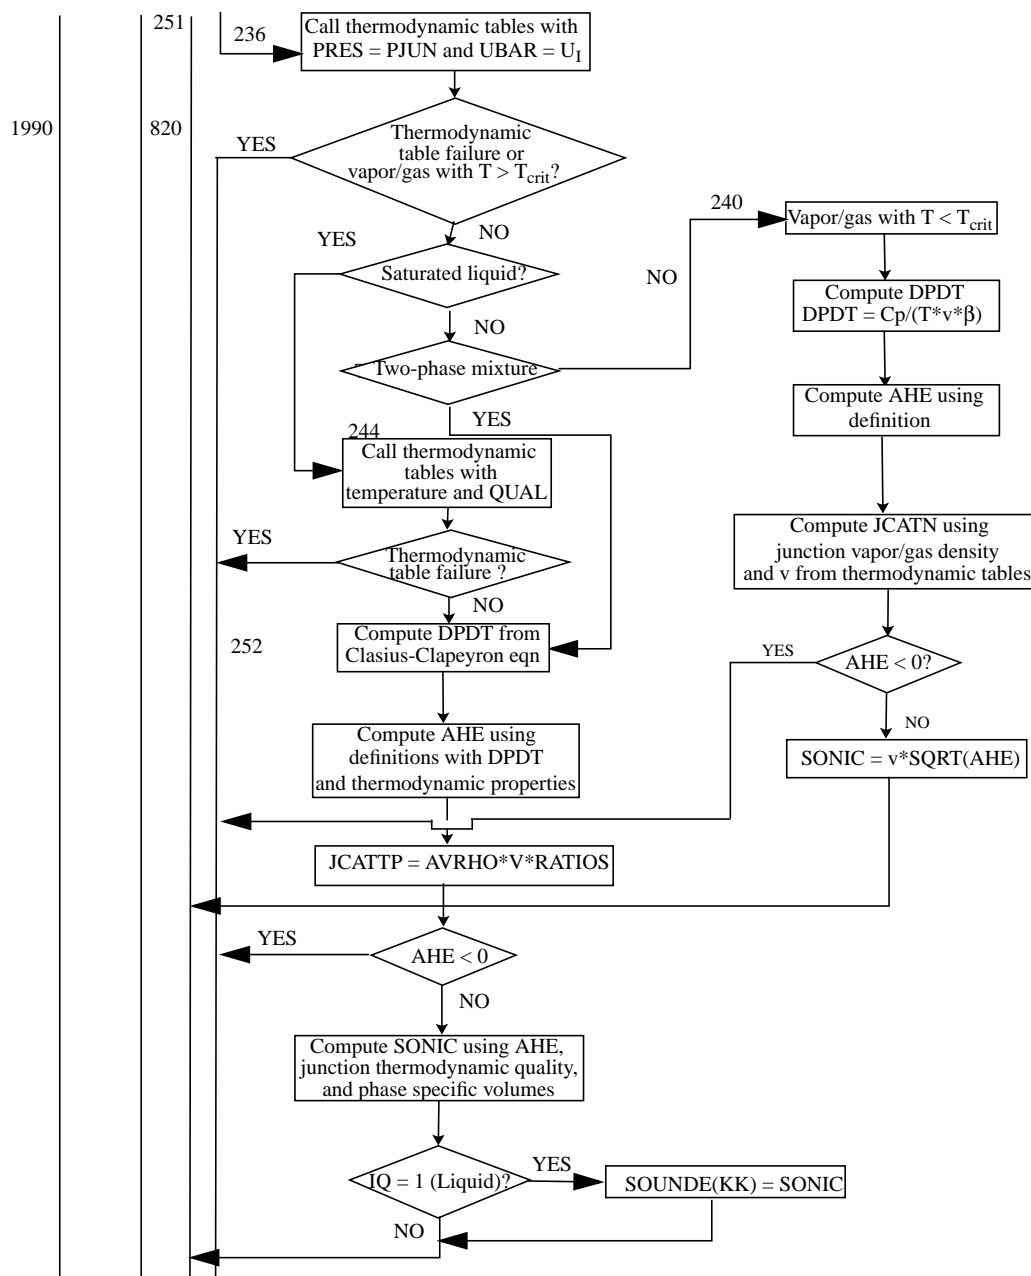 251
236
Call thermodynamic tables with
PRES = PJUN and UBAR = U_I
1990
820
YES
Thermodynamic
table failure or
vapor/gas with T > T_crit?
240
Vapor/gas with T < T_crit
NO
YES
Saturated liquid?
NO
Compute DPDT
DPDT = Cp/(T*v*β)
NO
Two-phase mixture
YES
Compute AHE using
definition
244
Call thermodynamic
tables with
temperature and QUAL
YES
Thermodynamic
table failure ?
Compute JCATN using
junction vapor/gas density
and v from thermodynamic tables
NO
252
Compute DPDT from
Clasius-Clapeyron eqn
YES
AHE < 0?
NO
Compute AHE using
definitions with DPDT
and thermodynamic properties
SONIC = v*SQRT(AHE)
JCATTP = AVRHO*V*RATIOS
YES
AHE < 0
NO
Compute SONIC using AHE,
junction thermodynamic quality,
and phase specific volumes
IQ = 1 (Liquid)?
YES
SOUNDE(KK) = SONIC
NO